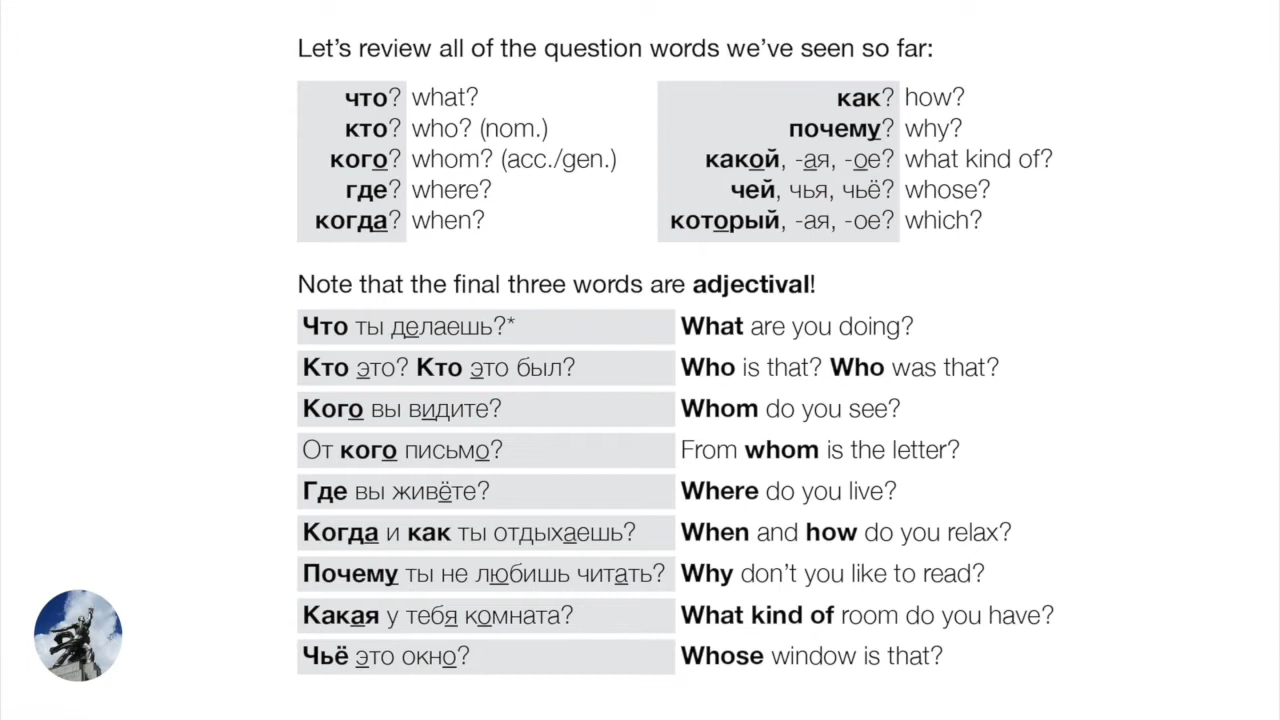 Let's review all of the question words we've seen so far:
что? what?
кто? who? (nom.)
кого? whom? (acc./gen.)
где? where?
когда? when?
как? how?
почему? why?
какой, -ая, -ое? what kind of?
чей, чья, чьё? whose?
который, -ая, -ое? which?
Note that the final three words are adjectival!
Что ты делаешь?* What are you doing?
Кто это? Кто это был? Who is that? Who was that?
Кого вы видите? Whom do you see?
От кого письмо? From whom is the letter?
Где вы живёте? Where do you live?
Когда и как ты отдыхаешь? When and how do you relax?
Почему ты не любишь читать? Why don't you like to read?
Какая у тебя комната? What kind of room do you have?
Чьё это окно? Whose window is that?